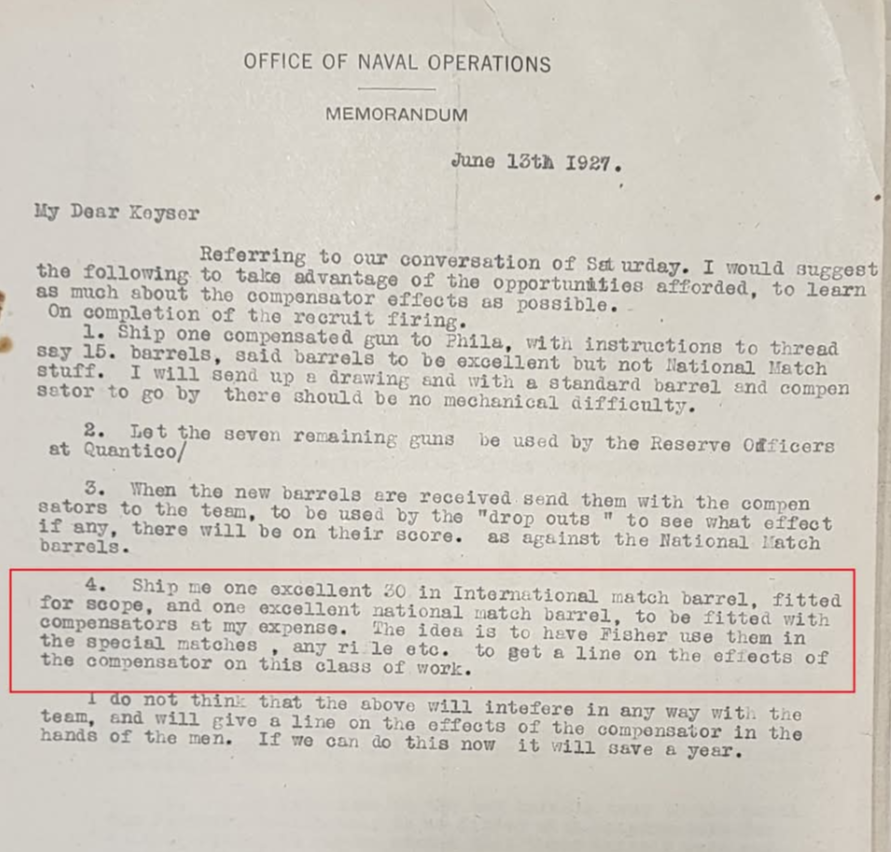 OFFICE OF NAVAL OPERATIONS
MEMORANDUM
June 13th 1927.
My Dear Keyser
Referring to our conversation of Sat urday. I would suggest
the following to take advantage of the opportunities afforded, to learn
as much about the compensator effects as possible.
On completion of the recruit firing.
1. Ship one compensated gun to Phila, with instructions to thread
say 15. barrels, said barrels to be excellent but not National Match
stuff. I will send up a drawing and with a standard barrel and compen
sator to go by there should be no mechanical difficulty.
2. Let the seven remaining guns be used by the Reserve Officers
at Quantico/
3. When the new barrels are received send them with the compen
sators to the team, to be used by the "drop outs " to see what effect
if any, there will be on their score. as against the National Match
barrels.
4. Ship me one excellent 30 in International match barrel, fitted
for scope, and one excellent national match barrel, to be fitted with
compensators at my expense. The idea is to have Fisher use them in
the special matches , any rifle etc. to get a line on the effects of
the compensator on this class of work.
I do not think that the above will intefere in any way with the
team, and will give a line on the effects of the compensator in the
hands of the men. If we can do this now it will save a year.